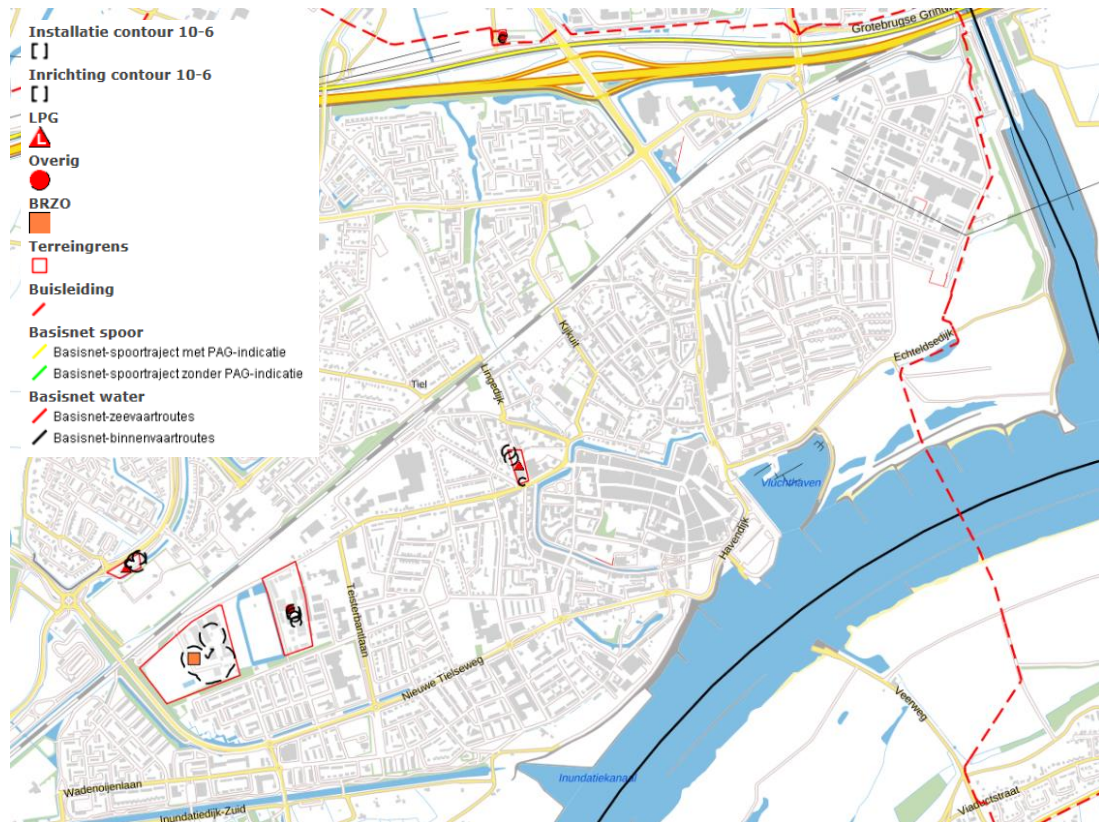 Installatie contour 10-6
Inrichting contour 10-6
LPG
L
Overig
BRZO
Terreingrens
Buisleiding
Basisnet spoor
Basisnet-spoortraject met PAG-indicatie
Basisnet-spoortraject zonder PAG-indicatie
Basisnet water
Basisnet-zeevaartroutes
Basisnet-binnenvaartroutes
Grotebrugse Grintw
Kijkuit
Echteldsedijk
Lingedijk
Tiel
Vluchthaven
Havendijk
Teisterbantlaan
Nieuwe Tielseweg
Veerweg
Inundatiekanaal
Wadenoijenlaan
Inundatiedijk-Zuid
Viaductstraat